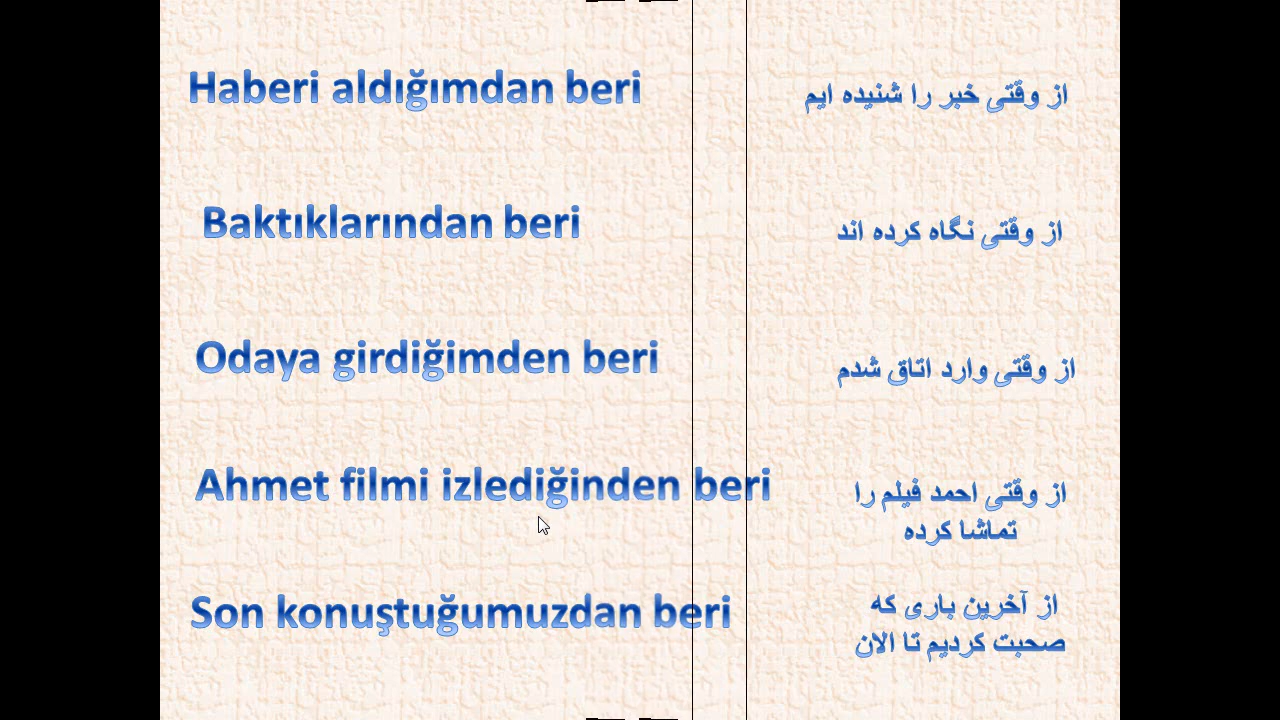 Haberi aldığımdan beri
از وقتی خبر را شنیده ایم
Baktıklarından beri
از وقتی نگاه کرده اند
Odaya girdiğimden beri
از وقتی وارد اتاق شدم
Ahmet filmi izlediğinden beri
از وقتی احمد فیلم را
تماشا کرده
Son konuştuğumuzdan beri
از آخرین باری که
صحبت کردیم تا الان